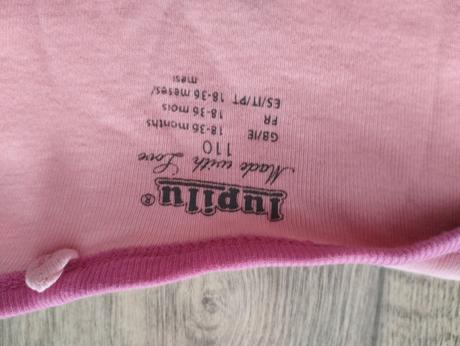 lupilu®
Made with Love
110
GB/IE 18-36 months
FR 18-36 mois
ES/IT/PT 18-36 meses/
mesi